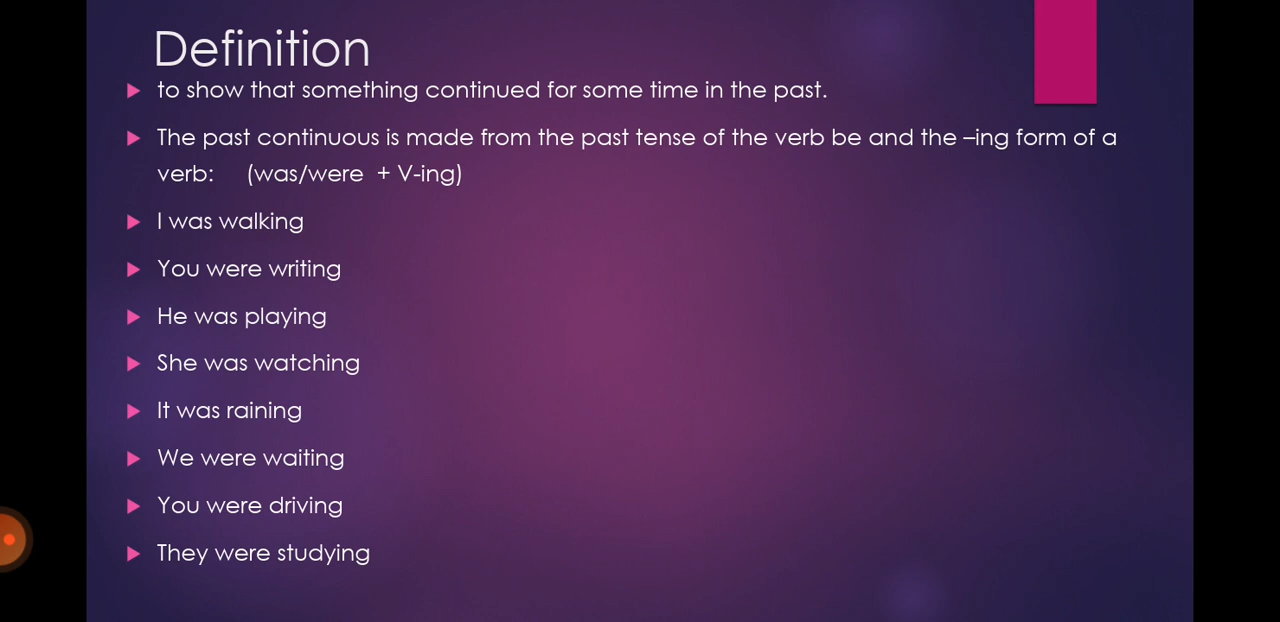 Definition
to show that something continued for some time in the past.
The past continuous is made from the past tense of the verb be and the –ing form of a
verb: (was/were + V-ing)
I was walking
You were writing
He was playing
She was watching
It was raining
We were waiting
You were driving
They were studying